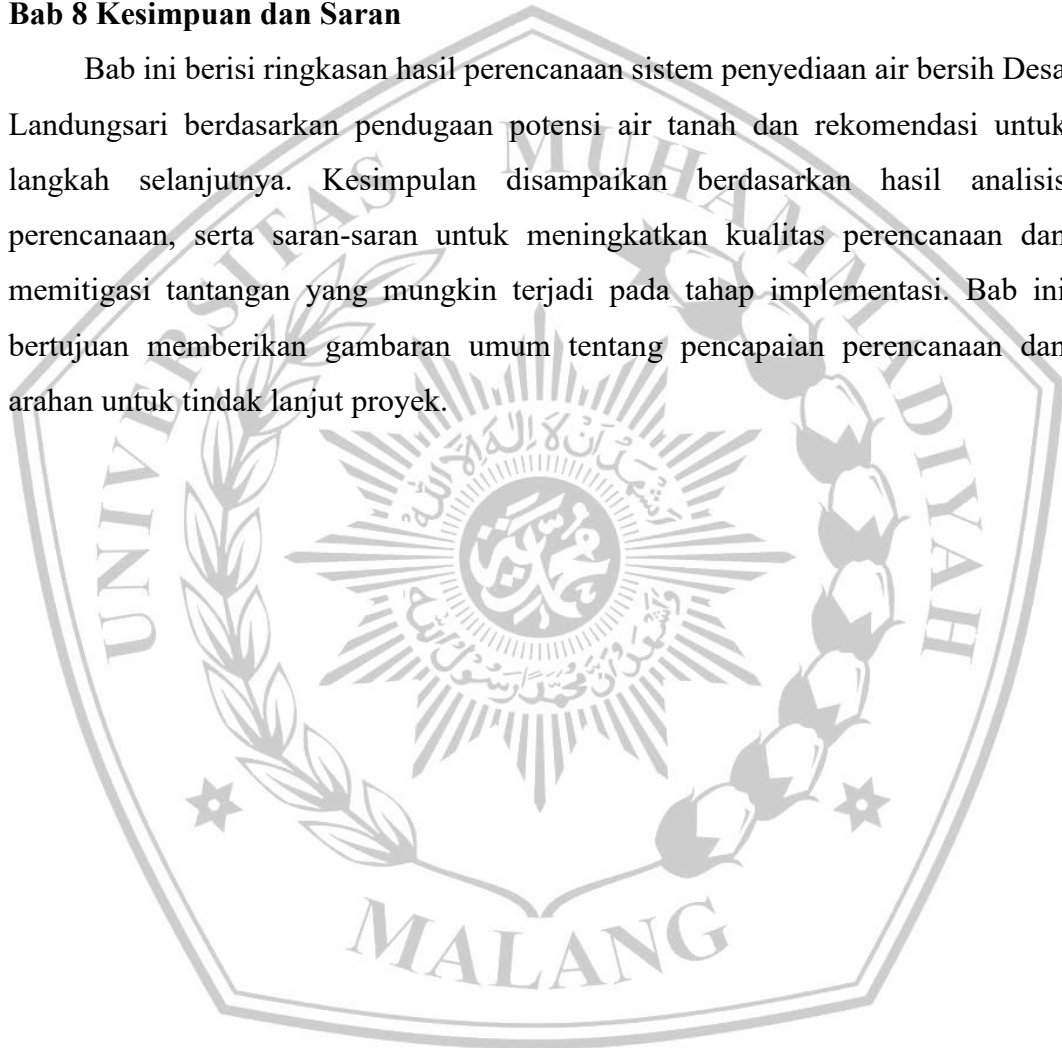 Bab 8 Kesimpuan dan Saran
Bab ini berisi ringkasan hasil perencanaan sistem penyediaan air bersih Desa
Landungsari berdasarkan pendugaan potensi air tanah dan rekomendasi untuk
langkah selanjutnya. Kesimpulan disampaikan berdasarkan hasil analisis
perencanaan, serta saran-saran untuk meningkatkan kualitas perencanaan dan
memitigasi tantangan yang mungkin terjadi pada tahap implementasi. Bab ini
bertujuan memberikan gambaran umum tentang pencapaian perencanaan dan
arahan untuk tindak lanjut proyek.
UNIVERSITAS MUHAMMADIYAH
MALANG